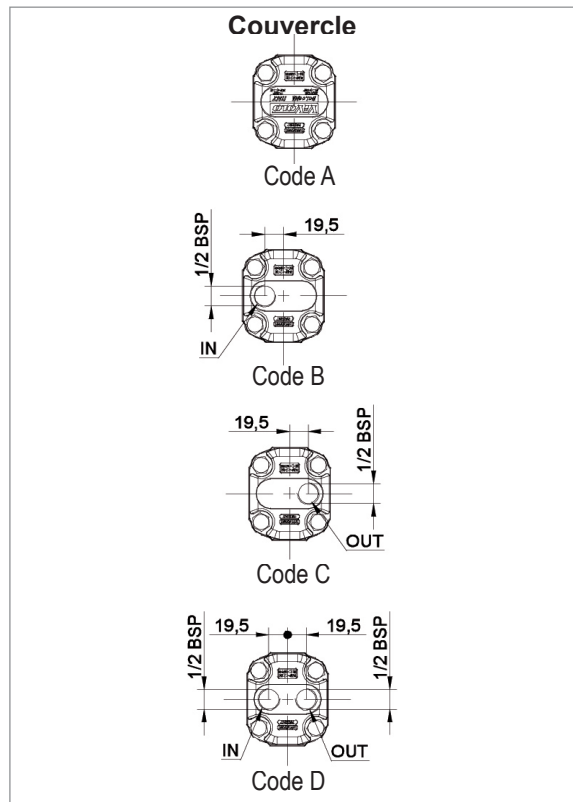 Couvercle
Code A
19,5
1/2 BSP
IN
Code B
19,5
1/2 BSP
OUT
Code C
19,5 19,5
1/2 BSP
1/2 BSP
IN
OUT
Code D